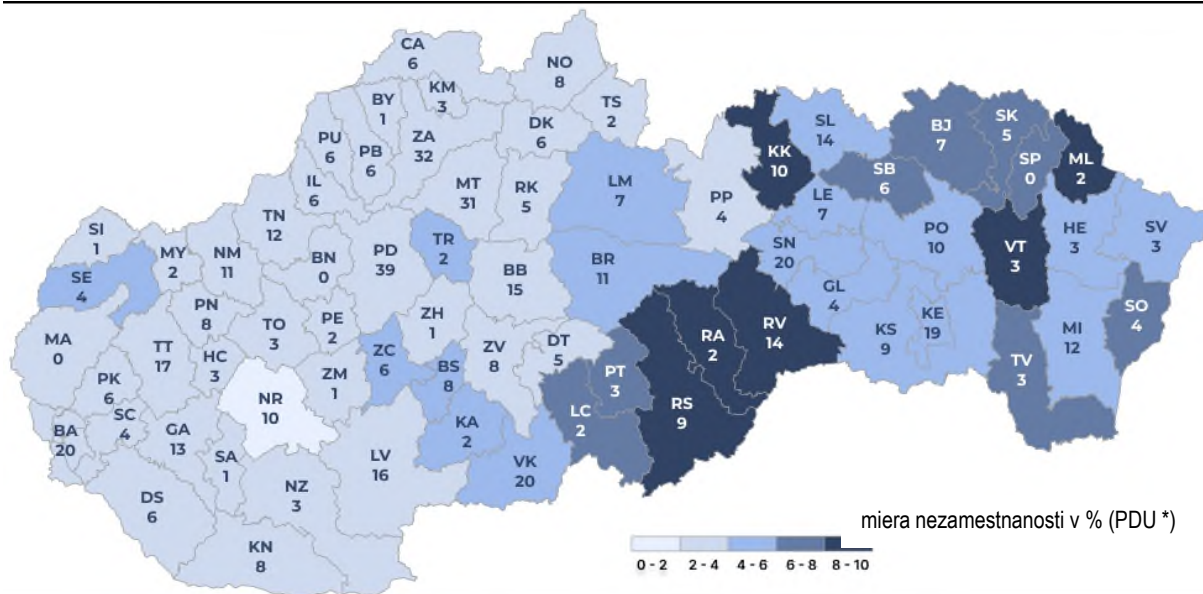 CA
6
NO
8
KM
3
BY
1
TS
2
DK
6
PU
6
PB
6
ZA
32
SL
14
BJ
7
SK
5
KK
10
SP
0
ML
2
SB
6
IL
6
MT
31
RK
5
LM
7
PP
4
LE
7
TN
12
SI
1
MY
2
NM
11
BN
0
PD
39
TR
2
BB
15
BR
11
SN
20
PO
10
VT
3
HE
3
SV
3
SE
4
PN
8
TO
3
PE
2
ZH
1
GL
4
KE
19
KS
9
SO
4
MI
12
MA
0
TT
17
HC
3
ZC
6
ZV
8
DT
5
RA
2
RV
14
TV
3
PK
6
ZM
1
BS
8
PT
3
NR
10
SC
4
LC
2
RS
9
BA
20
GA
13
KA
2
SA
1
LV
16
VK
20
DS
6
NZ
3
KN
8
miera nezamestnanosti v % (PDU *)
0 - 2 2 - 4 4 - 6 6 - 8 8 - 10